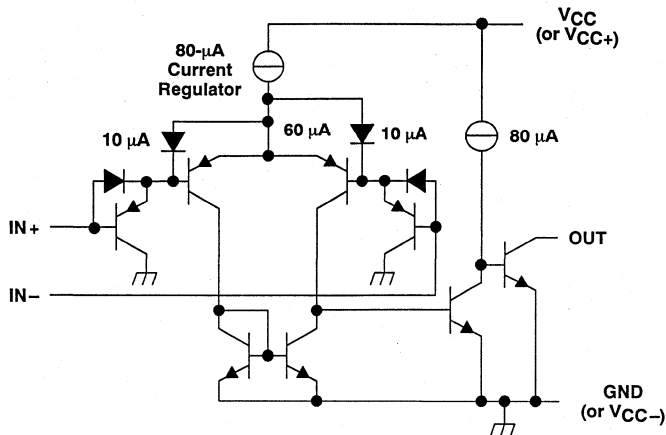 VCC
(or VCC+)
80-µA
Current
Regulator
10 µA
60 µA
10 µA
80 µA
IN+
OUT
IN−
GND
(or VCC−)